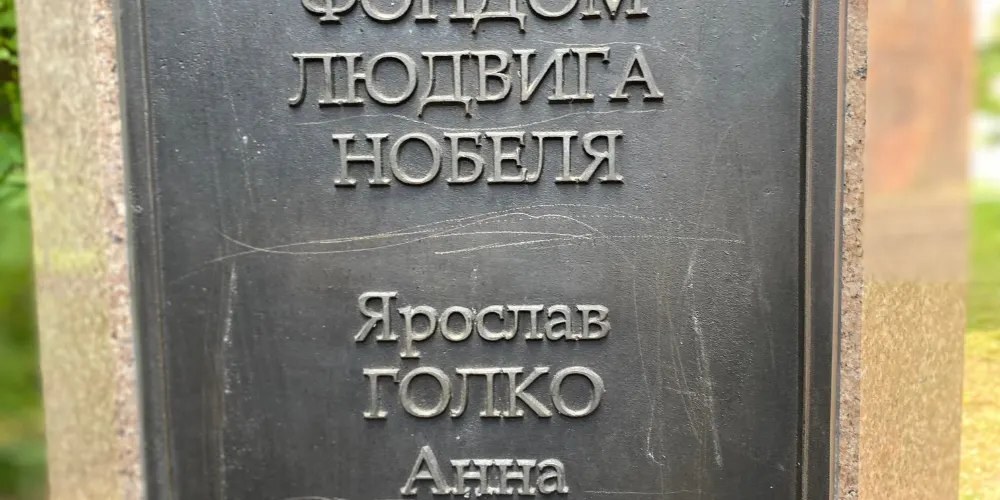 ФОНДОМ
ЛЮДВИГА
НОБЕЛЯ
Ярослав
ГОЛКО
Анна